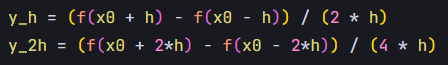 y_h = (f(x0 + h) - f(x0 - h)) / (2 * h)
y_2h = (f(x0 + 2*h) - f(x0 - 2*h)) / (4 * h)